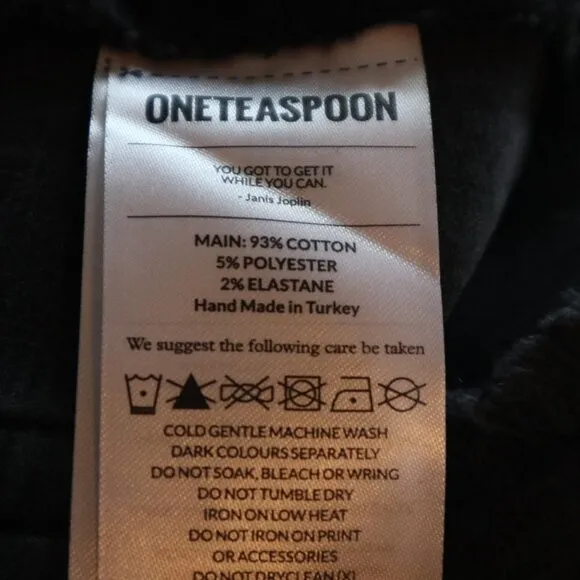 ONETEASPOON
YOU GOT TO GET IT
WHILE YOU CAN.
- Janis Joplin
MAIN: 93% COTTON
5% POLYESTER
2% ELASTANE
Hand Made in Turkey
We suggest the following care be taken
COLD GENTLE MACHINE WASH
DARK COLOURS SEPARATELY
DO NOT SOAK, BLEACH OR WRING
DO NOT TUMBLE DRY
IRON ON LOW HEAT
DO NOT IRON ON PRINT
OR ACCESSORIES
DO NOT DRYCLEAN (X)